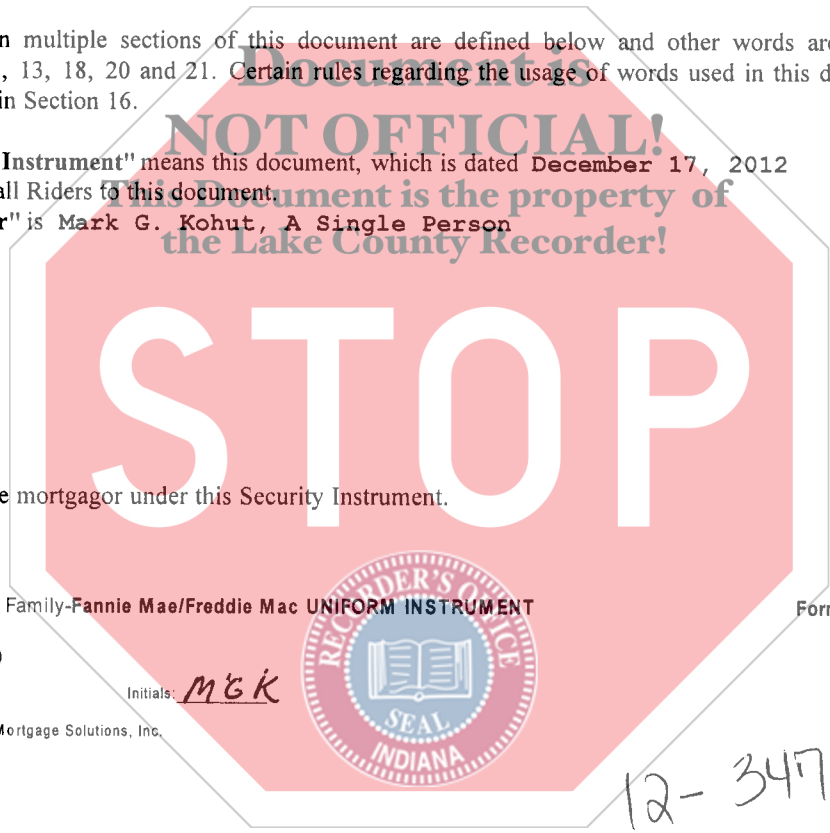 n multiple sections of this document are defined below and other words are
, 13, 18, 20 and 21. Certain rules regarding the usage of words used in this d
in Section 16.
Document is
NOT OFFICIAL!
Instrument" means this document, which is dated December 17, 2012
all Riders to this document.
This Document is the property of
r" is Mark G. Kohut, A Single Person
the Lake County Recorder!
STOP
e mortgagor under this Security Instrument.
Family-Fannie Mae/Freddie Mac UNIFORM INSTRUMENT Form
)
RECORDER'S OFFICE
SEAL
INDIANA
Initials: MGK
Mortgage Solutions, Inc.
12-347